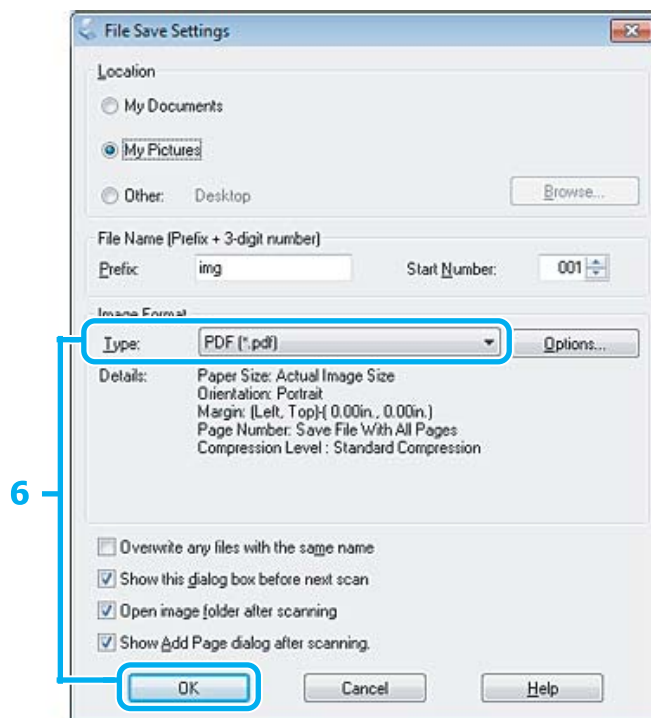 File Save Settings
Location
My Documents
My Pictures
Other: Desktop Browse...
File Name (Prefix + 3-digit number)
Prefix: img Start Number: 001
Image Format
Type: PDF (*.pdf) Options...
Details: Paper Size: Actual Image Size
Orientation: Portrait
Margin: (Left, Top)-( 0.00in., 0.00in.)
Page Number: Save File With All Pages
Compression Level : Standard Compression
6
Overwrite any files with the same name
Show this dialog box before next scan
Open image folder after scanning
Show Add Page dialog after scanning.
OK Cancel Help